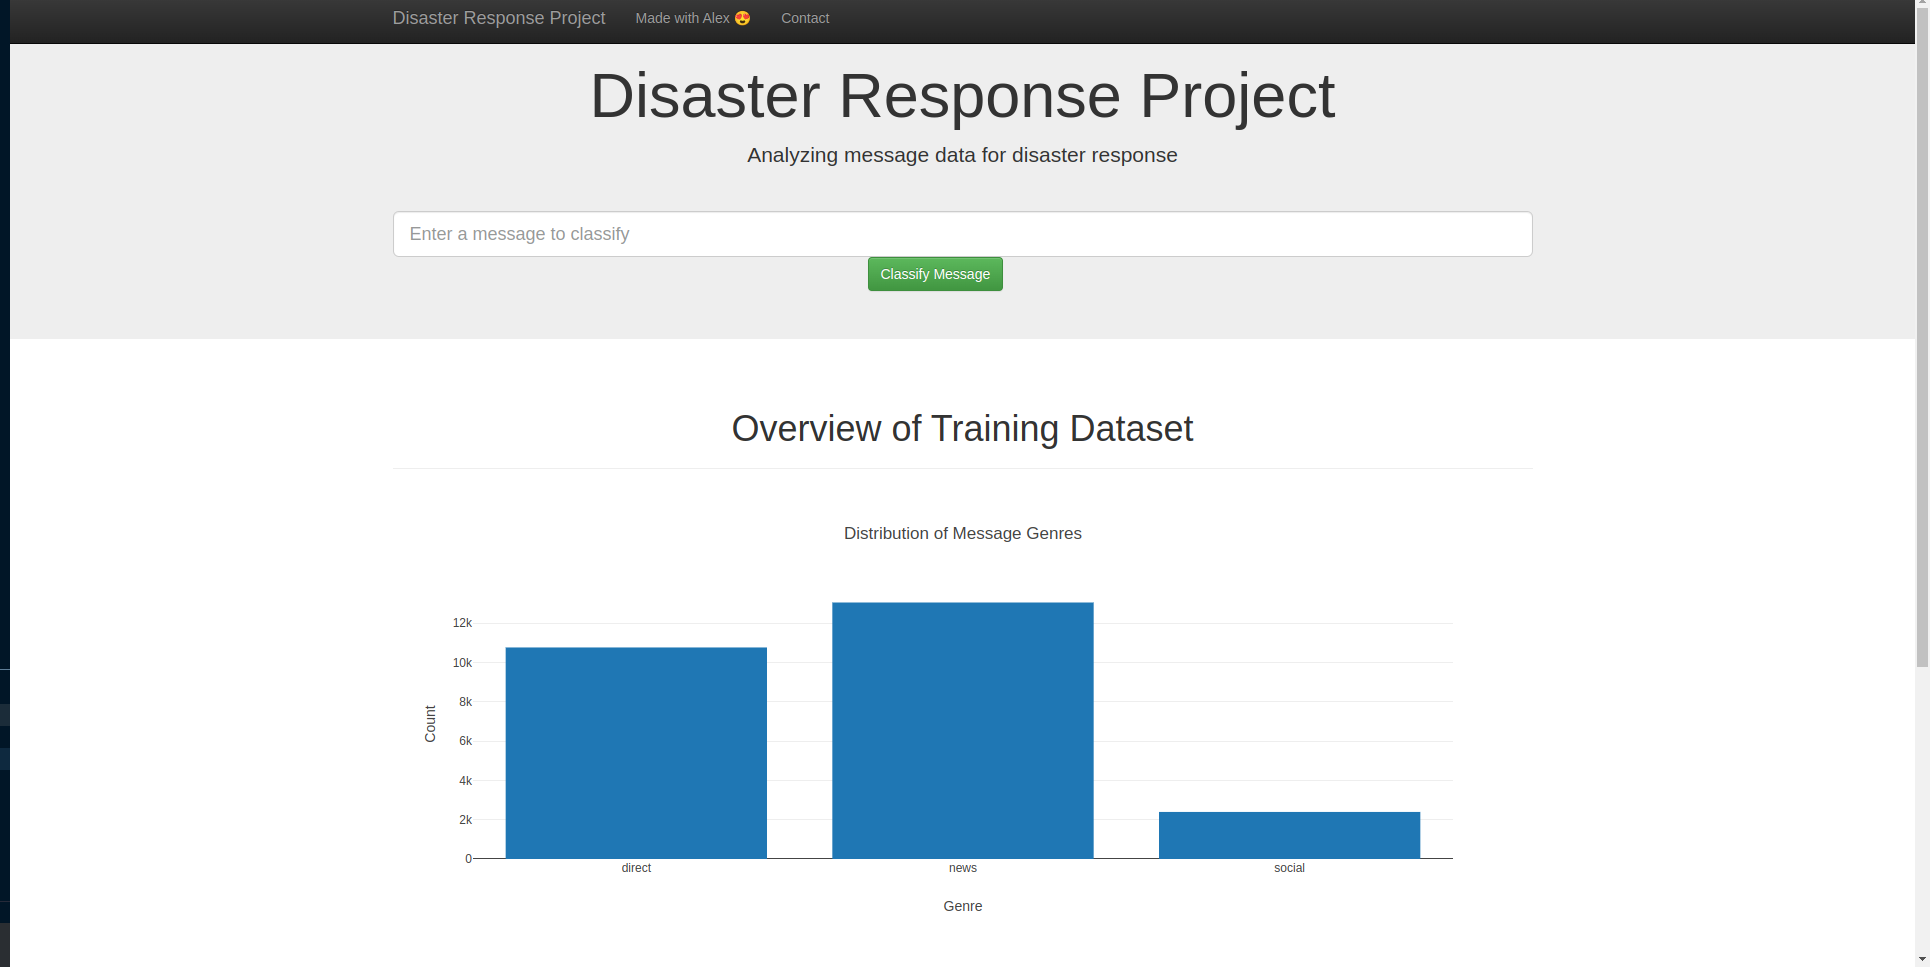 Disaster Response Project Made with Alex 😍 Contact
Disaster Response Project
Analyzing message data for disaster response
Enter a message to classify
Classify Message
Overview of Training Dataset
Distribution of Message Genres
12k
10k
8k
6k
4k
2k
0
Count
direct news social
Genre